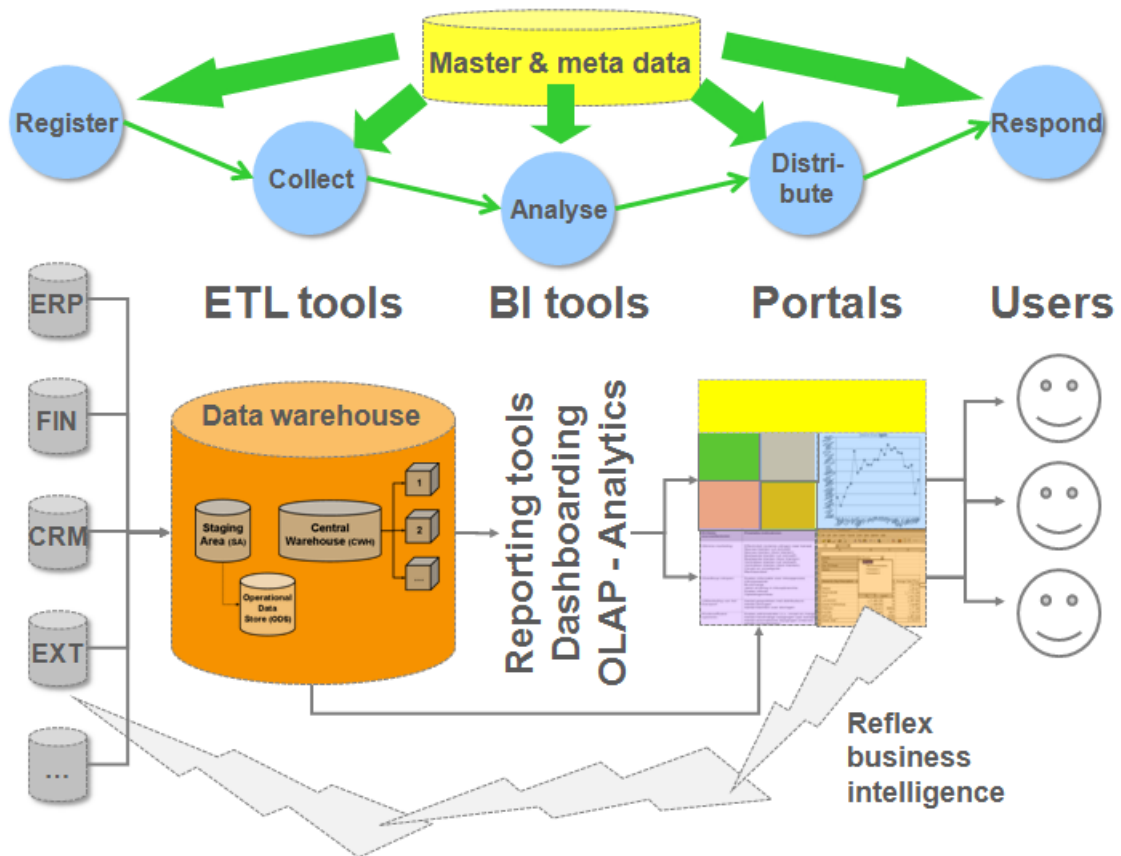 Master & meta data
Register
Collect
Analyse
Distri-
bute
Respond
ETL tools
BI tools
Portals
Users
ERP
FIN
CRM
EXT
...
Data warehouse
Staging
Area (SA)
Central
Warehouse (CWH)
Operational
Data
Store (ODS)
1
2
...
Reporting tools
Dashboarding
OLAP - Analytics
Reflex
business
intelligence